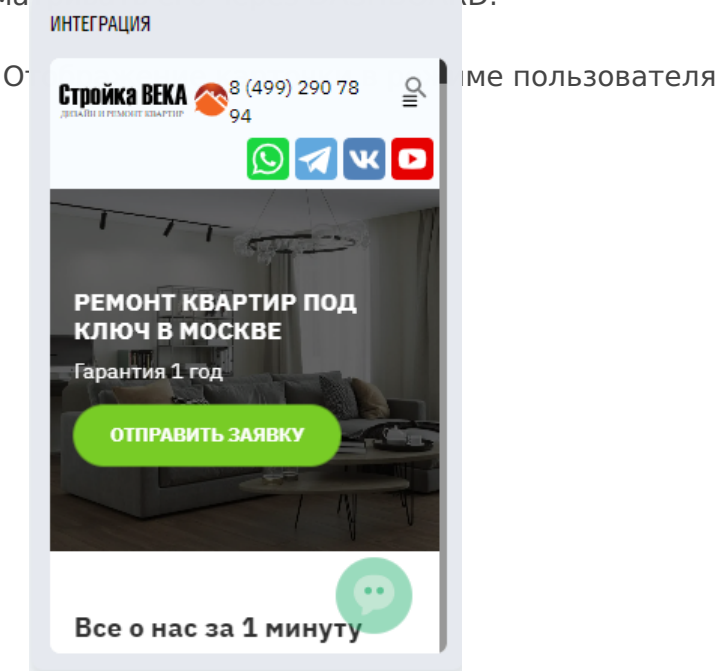 ИНТЕГРАЦИЯ
ме пользователя
Стройка ВЕКА
ДИЗАЙН И РЕМОНТ КВАРТИР
8 (499) 290 78
94
РЕМОНТ КВАРТИР ПОД
КЛЮЧ В МОСКВЕ
Гарантия 1 год
ОТПРАВИТЬ ЗАЯВКУ
Все о нас за 1 минуту